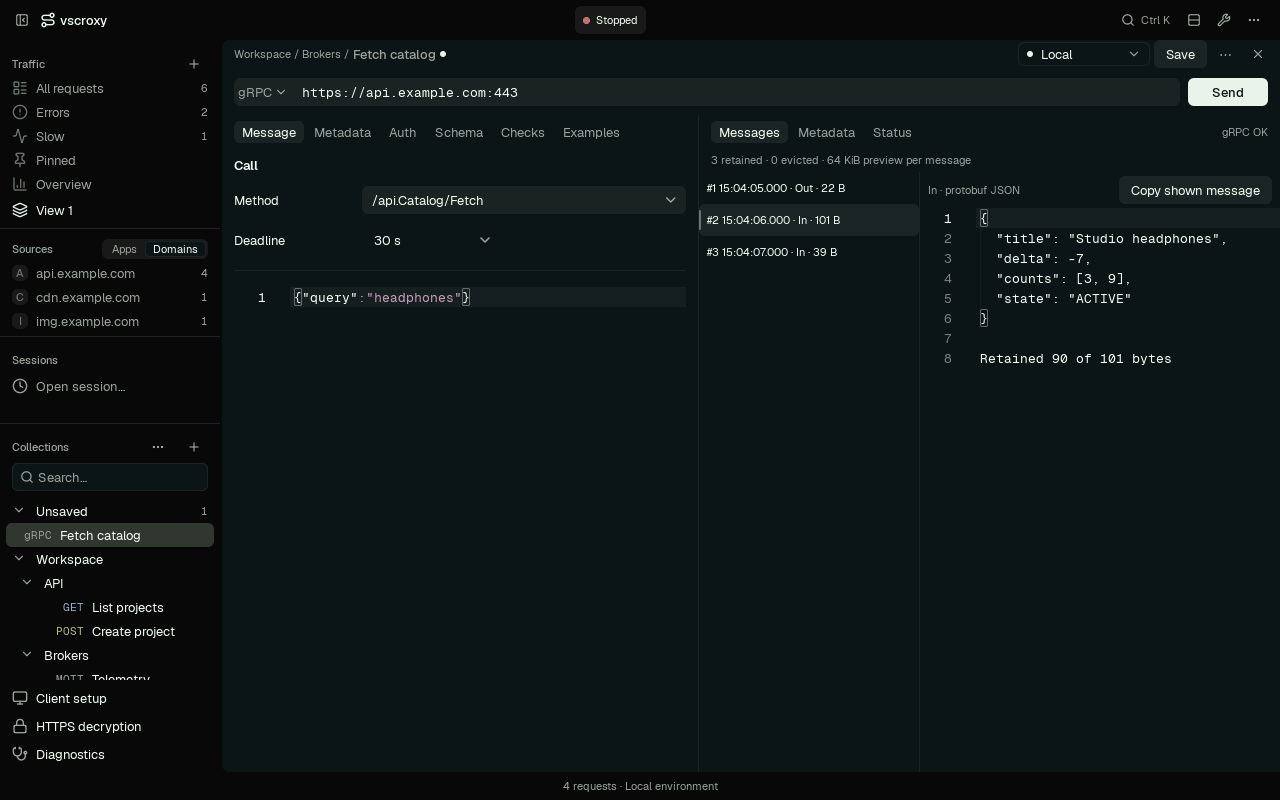 vscroxy
Stopped
Ctrl K
Traffic
All requests 6
Errors 2
Slow 1
Pinned
Overview
View 1
Sources Apps Domains
A api.example.com 4
C cdn.example.com 1
I img.example.com 1
Sessions
Open session…
Collections
Search…
Unsaved 1
gRPC Fetch catalog
Workspace
API
GET List projects
POST Create project
Brokers
MQTT Telemetry
Client setup
HTTPS decryption
Diagnostics
Workspace / Brokers / Fetch catalog
Local
Save
gRPC https://api.example.com:443
Send
Message Metadata Auth Schema Checks Examples
Call
Method /api.Catalog/Fetch
Deadline 30 s
1 {"query":"headphones"}
Messages Metadata Status gRPC OK
3 retained · 0 evicted · 64 KiB preview per message
#1 15:04:05.000 · Out · 22 B
#2 15:04:06.000 · In · 101 B
#3 15:04:07.000 · In · 39 B
In · protobuf JSON Copy shown message
1 {
2 "title": "Studio headphones",
3 "delta": -7,
4 "counts": [3, 9],
5 "state": "ACTIVE"
6 }
7
8 Retained 90 of 101 bytes
4 requests · Local environment